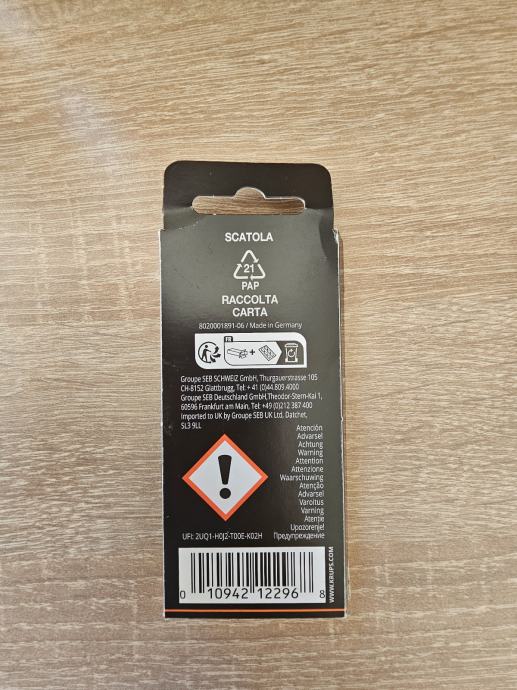 SCATOLA
21
PAP
RACCOLTA
CARTA
8020001891-06 / Made in Germany
FR
+
Groupe SEB SCHWEIZ GmbH, Thurgauerstrasse 105
CH-8152 Glattbrugg, Tel: + 41 (0)44.809.4000
Groupe SEB Deutschland GmbH,Theodor-Stern-Kai 1,
60596 Frankfurt am Main, Tel: +49 (0)212 387 400
Imported to UK by Groupe SEB UK Ltd, Datchet,
SL3 9LL
Atención
Advarsel
Achtung
Warning
Attention
Attenzione
Waarschuwing
Atenção
Advarsel
Varoitus
Varning
Atenție
Upozornenje!
Предупреждение
UFI: 2UQ1-H0J2-T00E-K02H
0 10942 12296 8
WWW.KRUPS.COM